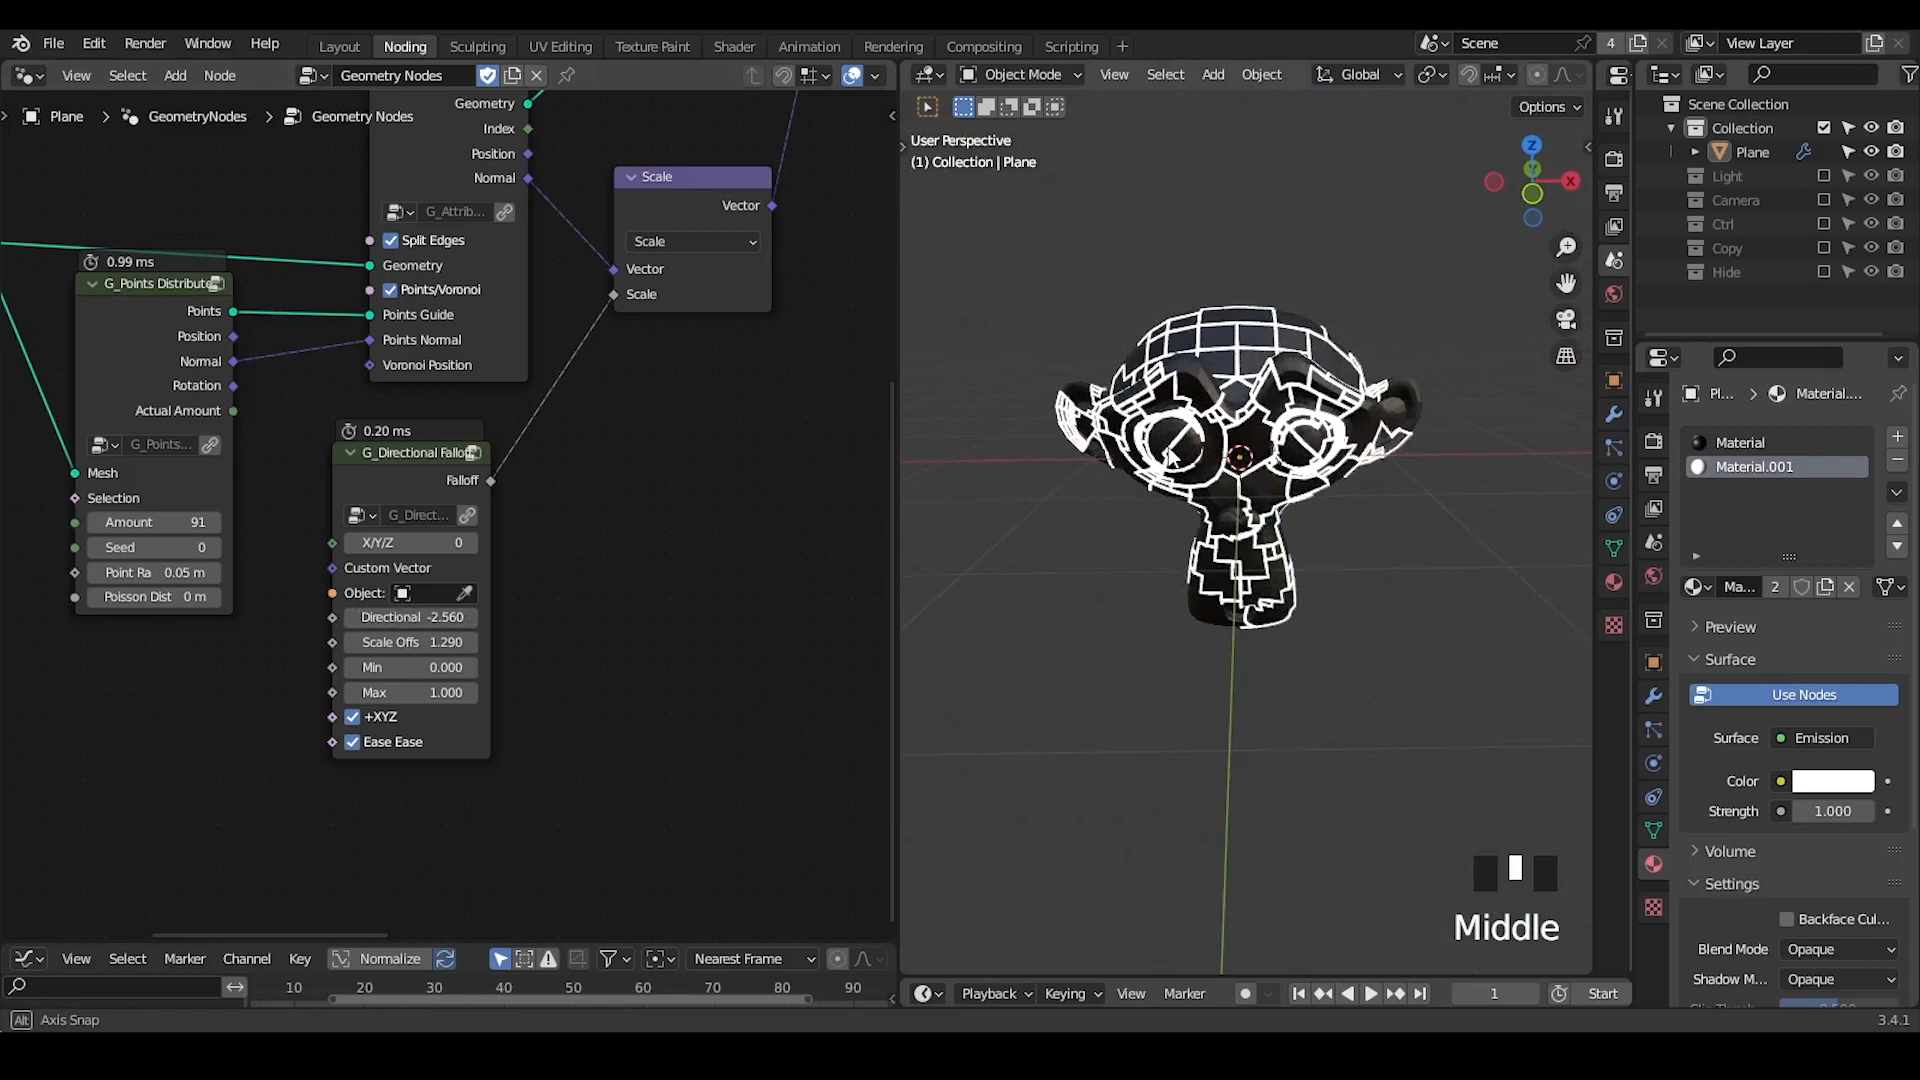 File Edit Render Window Help
Layout Noding Sculpting UV Editing Texture Paint Shader Animation Rendering Compositing Scripting
Scene 4 View Layer
View Select Add Node Geometry Nodes
Object Mode View Select Add Object Global
Plane > GeometryNodes > Geometry Nodes
Options
Geometry
Index
Position
Normal
G_Attrib...
Split Edges
Geometry
Points/Voronoi
Points Guide
Points Normal
Voronoi Position
0.99 ms
G_Points Distribute
Points
Position
Normal
Rotation
Actual Amount
G_Points...
Mesh
Selection
Amount 91
Seed 0
Point Ra 0.05 m
Poisson Dist 0 m
0.20 ms
G_Directional Fallof
Falloff
G_Direct...
X/Y/Z 0
Custom Vector
Object:
Directional -2.560
Scale Offs 1.290
Min 0.000
Max 1.000
+XYZ
Ease Ease
Scale
Vector
Scale
Vector
Scale
User Perspective
(1) Collection | Plane
Z
Y
X
Middle
Scene Collection
Collection
Plane
Light
Camera
Ctrl
Copy
Hide
Pl... > Material....
Material
Material.001
Ma... 2
Preview
Surface
Use Nodes
Surface Emission
Color
Strength 1.000
Volume
Settings
Backface Cul...
Blend Mode Opaque
Shadow M... Opaque
View Select Marker Channel Key Normalize Nearest Frame
10 20 30 40 50 60 70 80 90
Playback Keying View Marker 1 Start
Alt Axis Snap
3.4.1